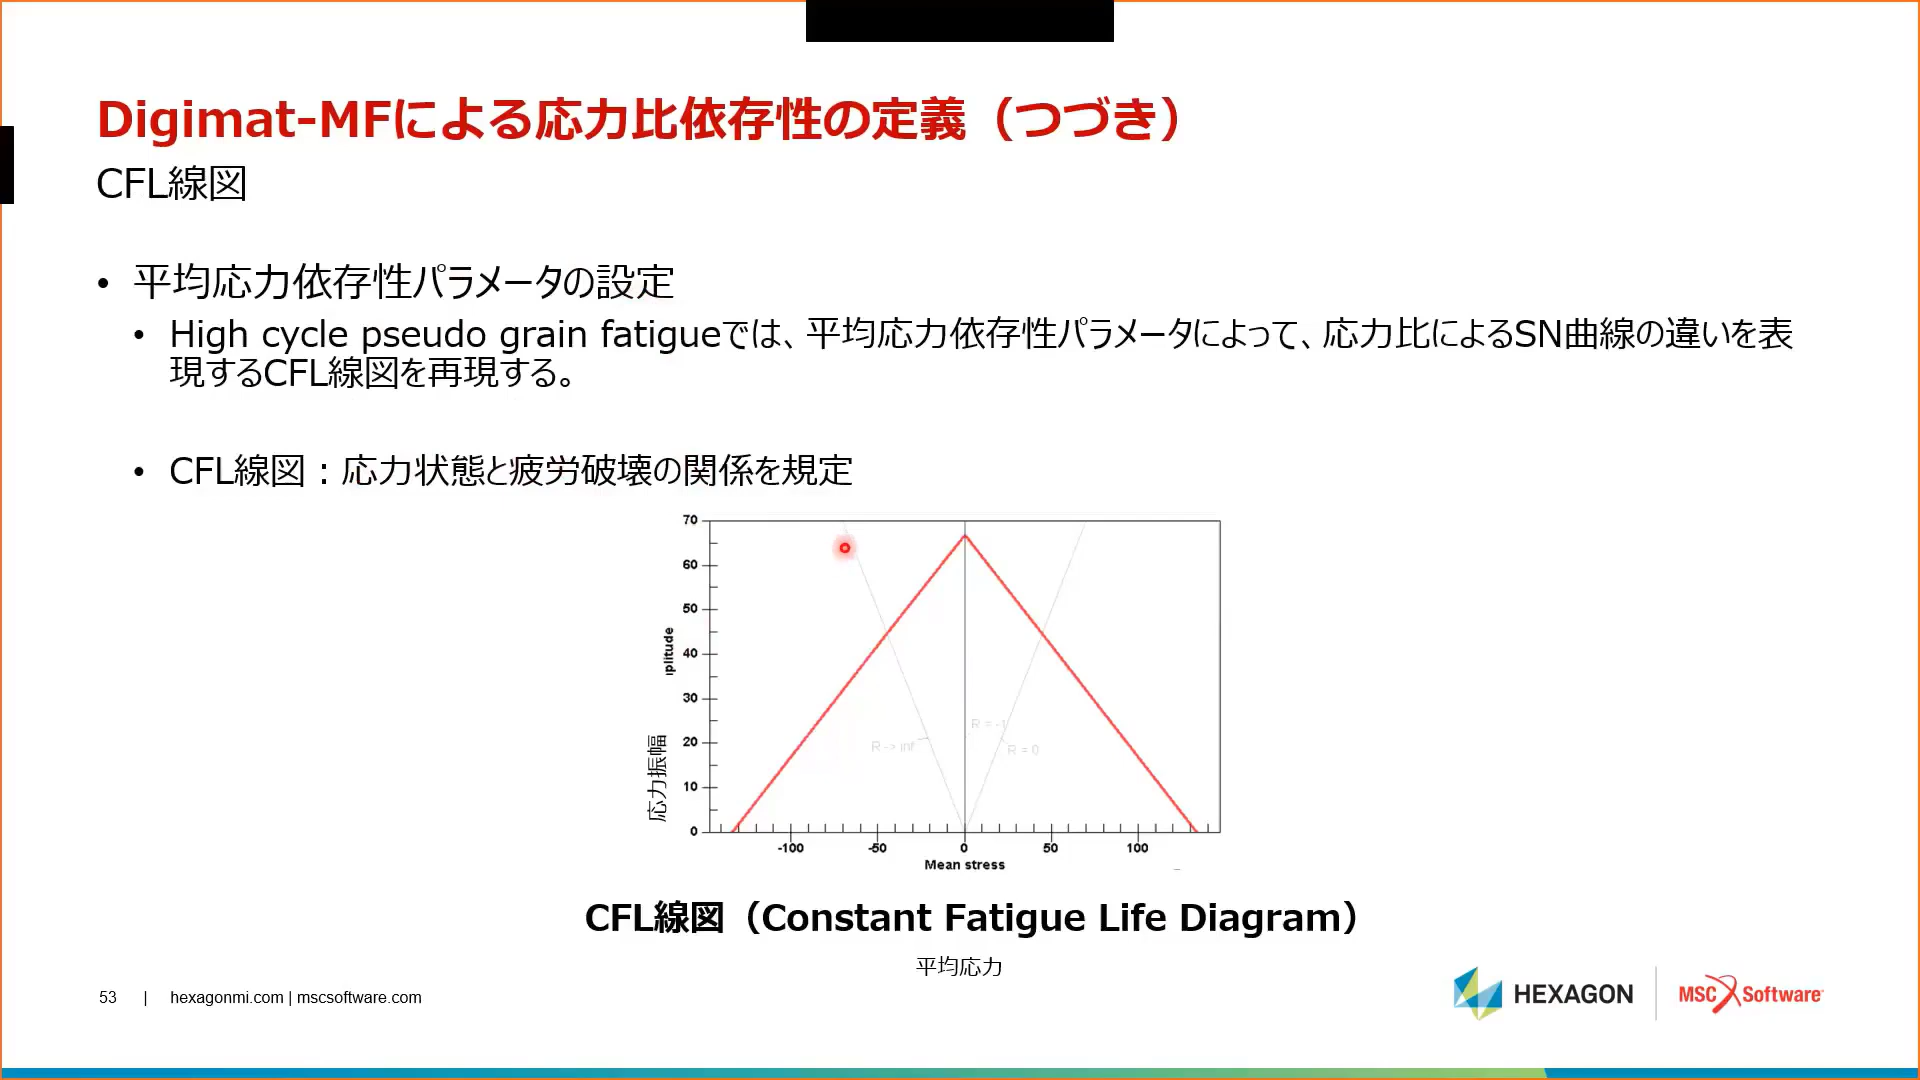 Digimat-MFによる応力比依存性の定義（つづき）
CFL線図
• 平均応力依存性パラメータの設定
• High cycle pseudo grain fatigueでは、平均応力依存性パラメータによって、応力比によるSN曲線の違いを表
現するCFL線図を再現する。
• CFL線図：応力状態と疲労破壊の関係を規定
70
60
50
40
30
20
10
0
plitude
応力振幅
R -> inf
R = -1
R = 0
-100 -50 0 50 100
Mean stress
CFL線図（Constant Fatigue Life Diagram）
平均応力
53 | hexagonmi.com | mscsoftware.com
HEXAGON
MSC Software